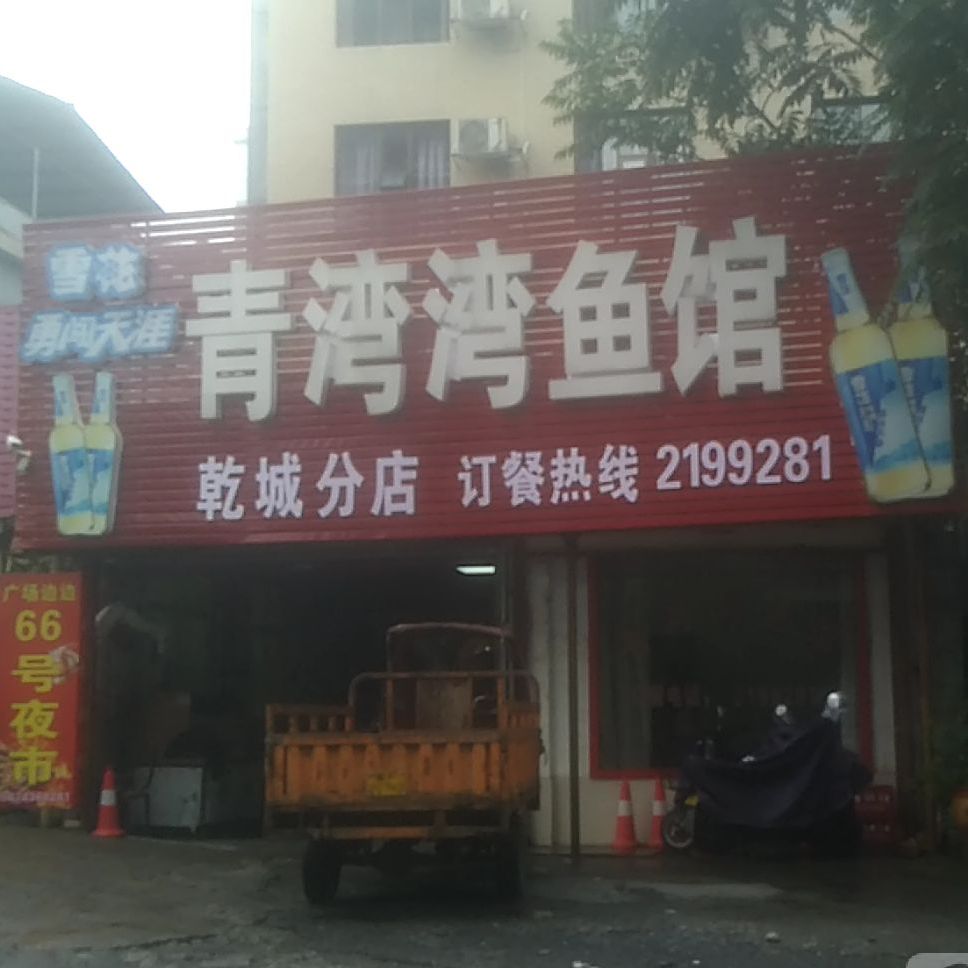 雪花
勇闯天涯
青湾湾鱼馆
乾城分店 订餐热线 2199281
广场边边
66
号
夜
市